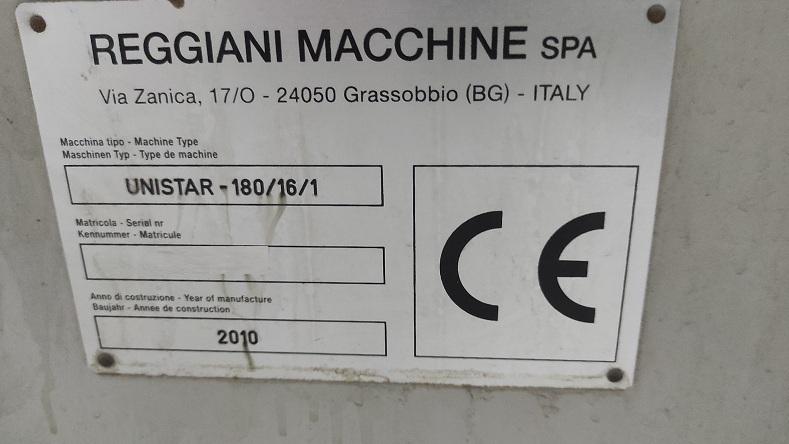 REGGIANI MACCHINE SPA
Via Zanica, 17/O - 24050 Grassobbio (BG) - ITALY
Macchina tipo - Machine Type
Maschinen Typ - Type de machine
UNISTAR - 180/16/1
Matricola - Serial nr
Kennummer - Matricule
Anno di costruzione - Year of manufacture
Baujahr - Annee de construction
2010
CE